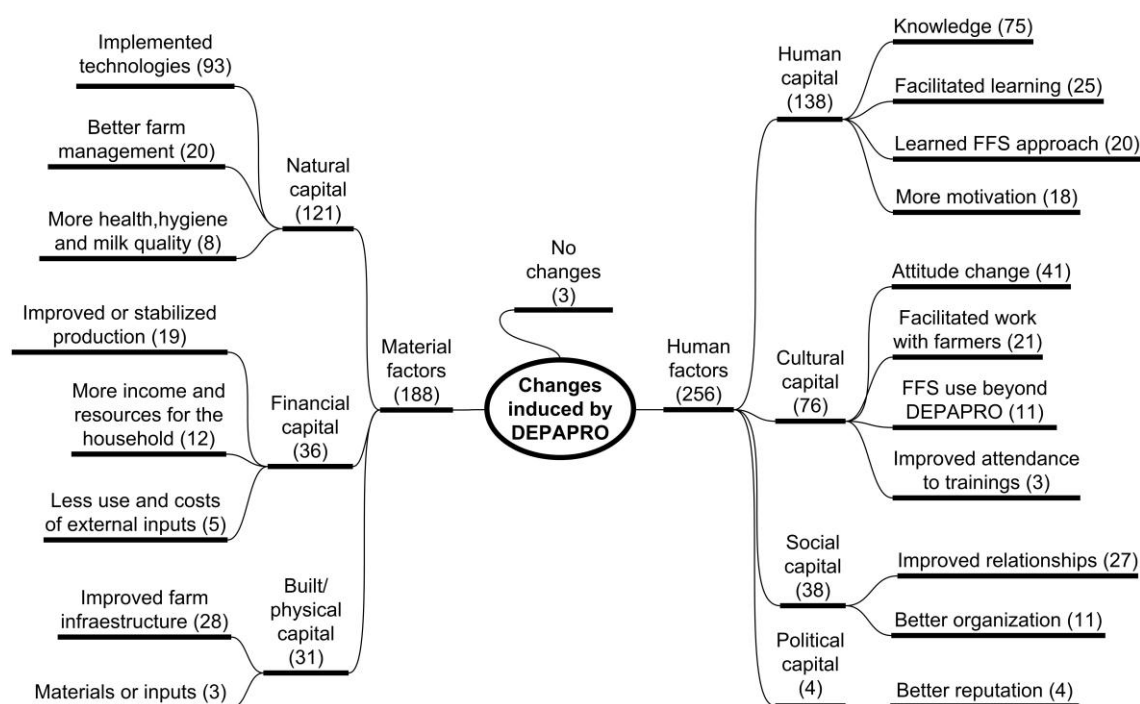 Implemented
technologies (93)
Better farm
management (20)
More health,hygiene
and milk quality (8)
Natural
capital
(121)
Improved or stabilized
production (19)
More income and
resources for the
household (12)
Less use and costs
of external inputs (5)
Financial
capital
(36)
Improved farm
infraestructure (28)
Materials or inputs (3)
Built/
physical
capital
(31)
Material
factors
(188)
No
changes
(3)
Changes
induced by
DEPAPRO
Human
factors
(256)
Human
capital
(138)
Knowledge (75)
Facilitated learning (25)
Learned FFS approach (20)
More motivation (18)
Cultural
capital
(76)
Attitude change (41)
Facilitated work
with farmers (21)
FFS use beyond
DEPAPRO (11)
Improved attendance
to trainings (3)
Social
capital
(38)
Improved relationships (27)
Better organization (11)
Political
capital
(4)
Better reputation (4)